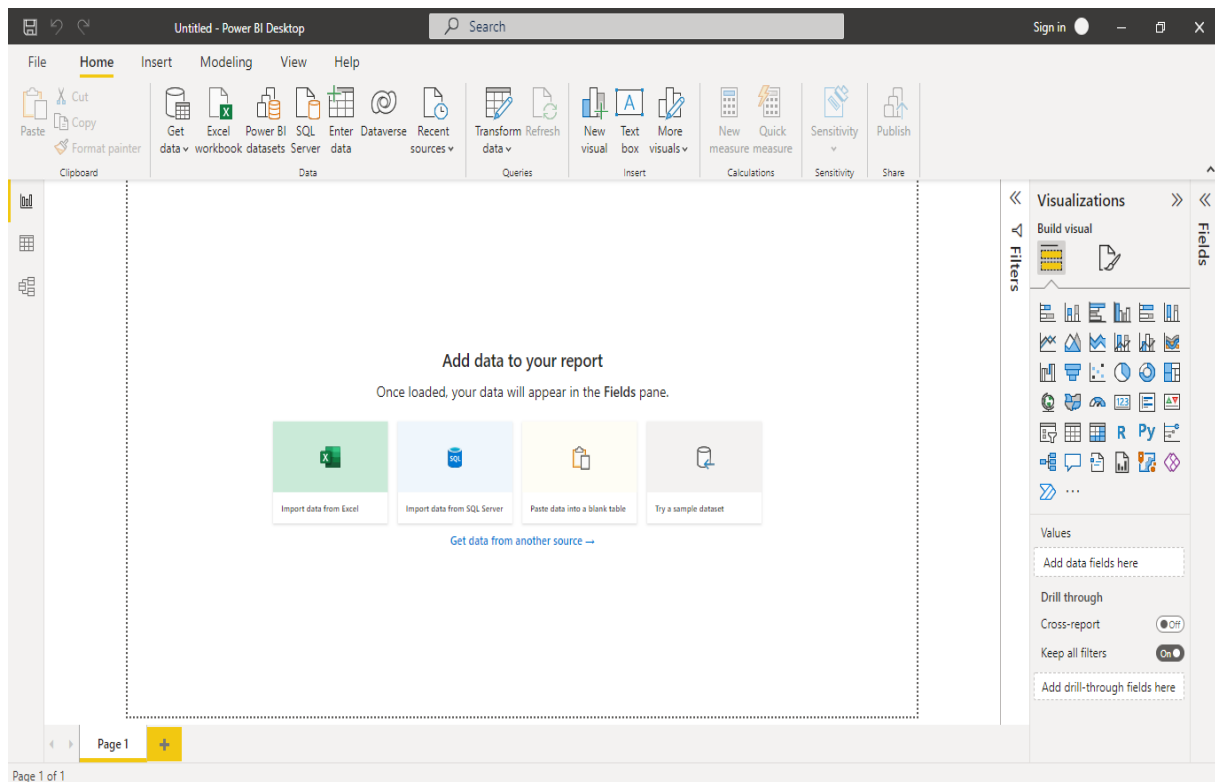 Untitled - Power BI Desktop
Search
Sign in
File Home Insert Modeling View Help
Paste
Cut
Copy
Format painter
Clipboard
Get data
Excel workbook
Power BI datasets
SQL Server
Enter data
Dataverse
Recent sources
Data
Transform data
Refresh
Queries
New visual
Text box
More visuals
Insert
New measure
Quick measure
Calculations
Sensitivity
Sensitivity
Publish
Share
Add data to your report
Once loaded, your data will appear in the Fields pane.
Import data from Excel
SQL
Import data from SQL Server
Paste data into a blank table
Try a sample dataset
Get data from another source →
Filters
Visualizations
Build visual
123
R Py
Values
Add data fields here
Drill through
Cross-report Off
Keep all filters On
Add drill-through fields here
Fields
Page 1
Page 1 of 1